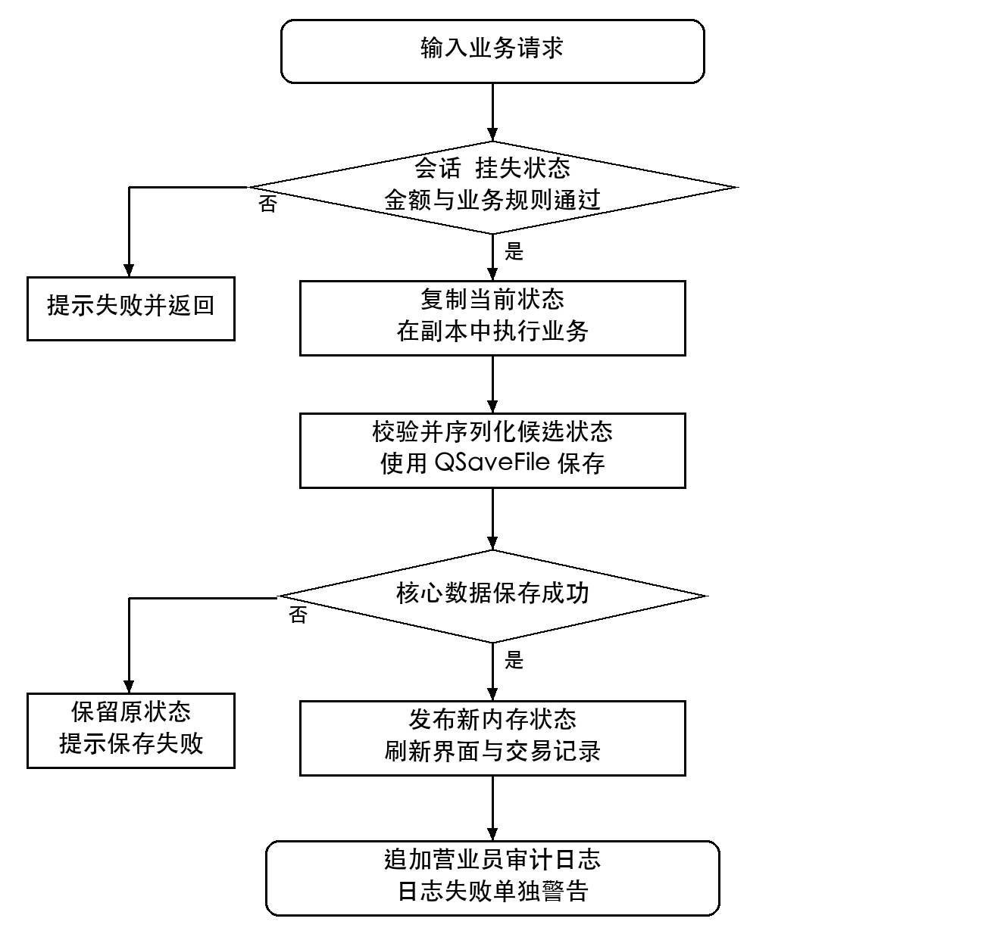 输入业务请求
会话 挂失状态
金额与业务规则通过
否
是
提示失败并返回
复制当前状态
在副本中执行业务
校验并序列化候选状态
使用 QSaveFile 保存
核心数据保存成功
否
是
保留原状态
提示保存失败
发布新内存状态
刷新界面与交易记录
追加营业员审计日志
日志失败单独警告